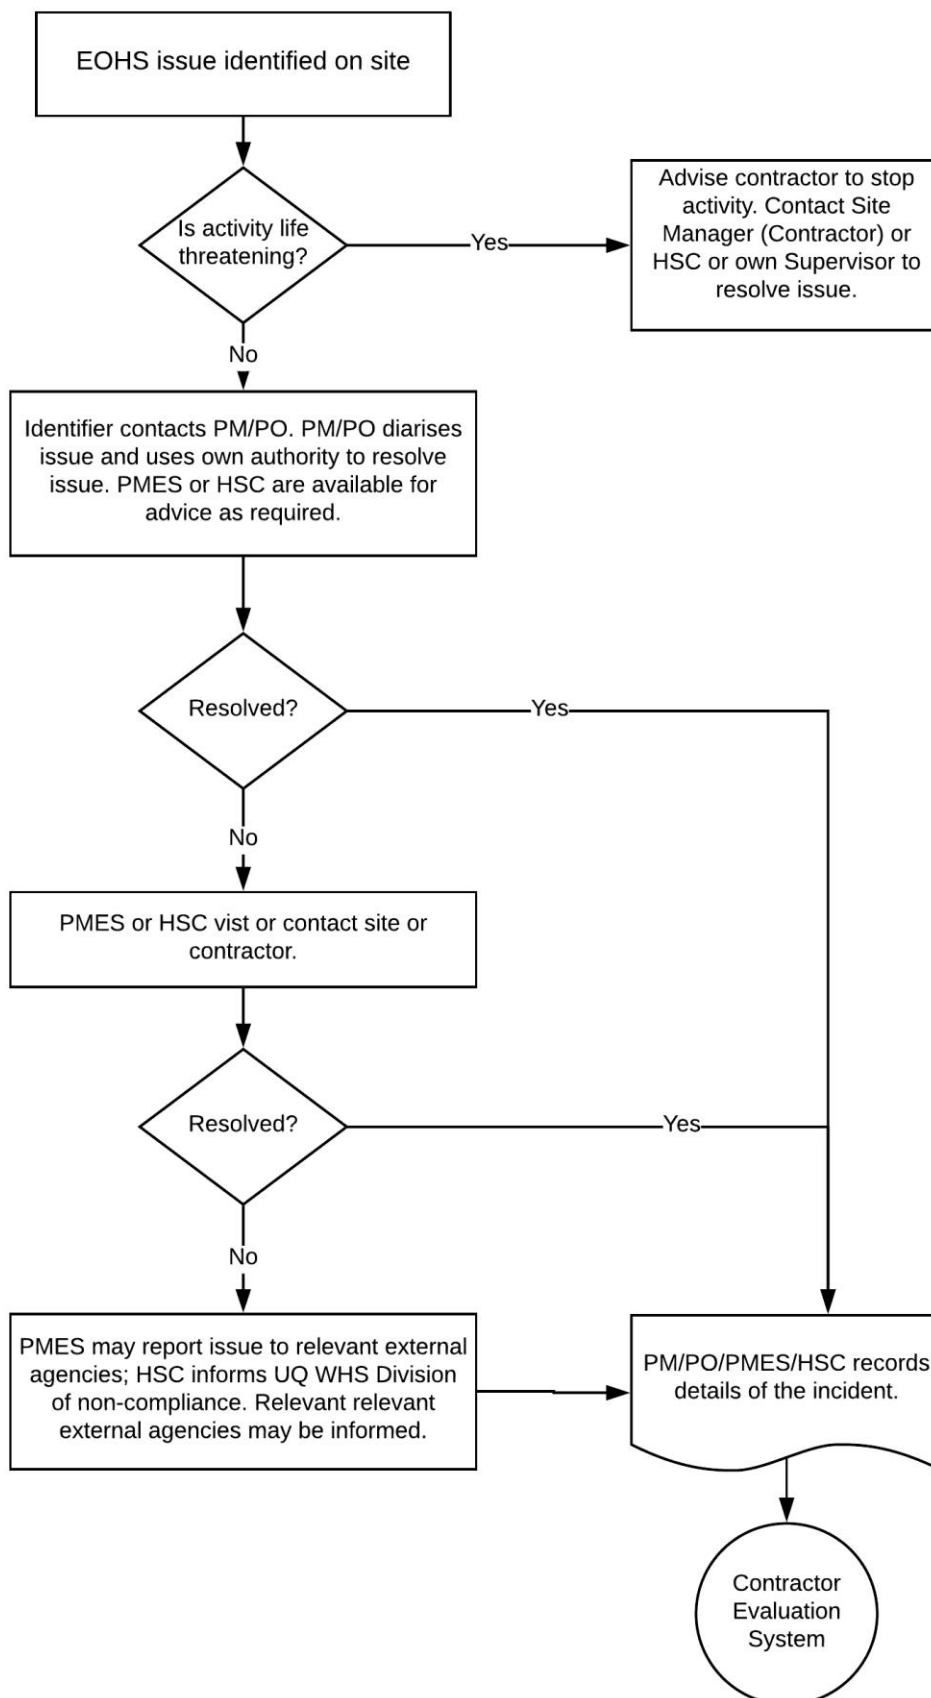 EOHS issue identified on site
Is activity life
threatening?
Yes
Advise contractor to stop
activity. Contact Site
Manager (Contractor) or
HSC or own Supervisor to
resolve issue.
No
Identifier contacts PM/PO. PM/PO diarises
issue and uses own authority to resolve
issue. PMES or HSC are available for
advice as required.
Resolved?
Yes
No
PMES or HSC vist or contact site or
contractor.
Resolved?
Yes
No
PMES may report issue to relevant external
agencies; HSC informs UQ WHS Division
of non-compliance. Relevant relevant
external agencies may be informed.
PM/PO/PMES/HSC records
details of the incident.
Contractor
Evaluation
System